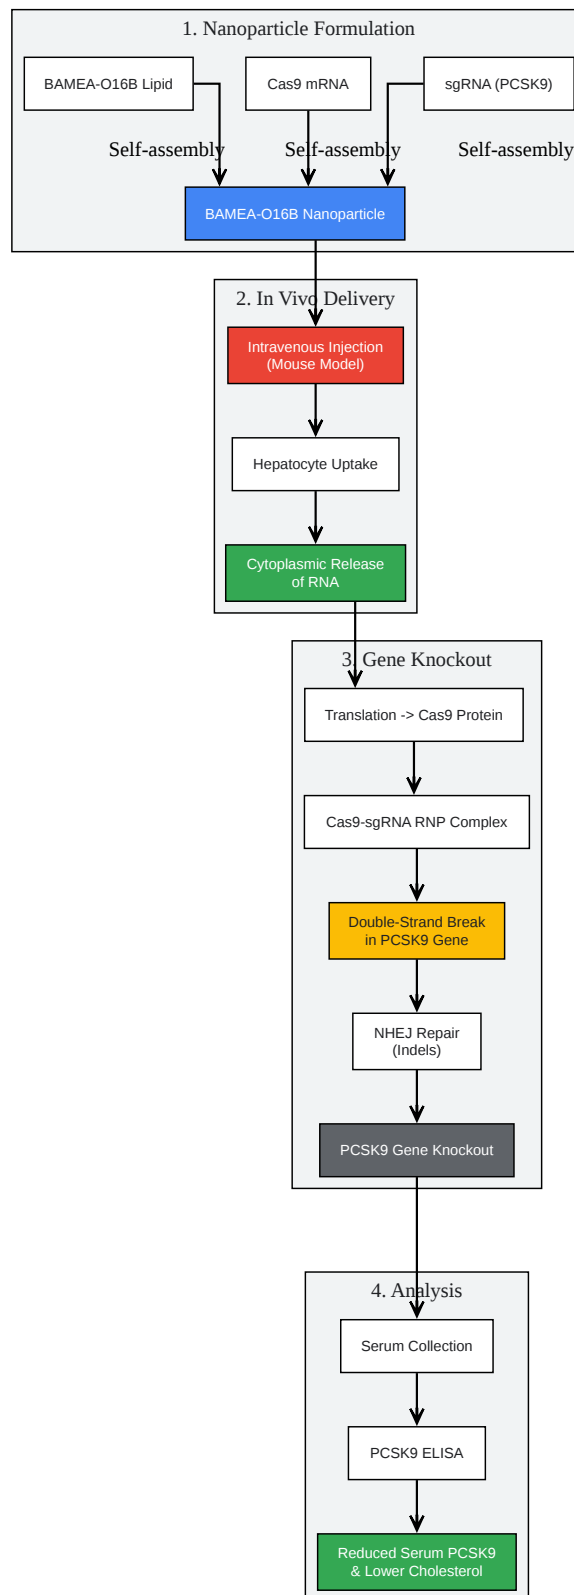 1. Nanoparticle Formulation
BAMEA-O16B Lipid
Cas9 mRNA
sgRNA (PCSK9)
Self-assembly
Self-assembly
Self-assembly
BAMEA-O16B Nanoparticle
2. In Vivo Delivery
Intravenous Injection
(Mouse Model)
Hepatocyte Uptake
Cytoplasmic Release
of RNA
3. Gene Knockout
Translation -> Cas9 Protein
Cas9-sgRNA RNP Complex
Double-Strand Break
in PCSK9 Gene
NHEJ Repair
(Indels)
PCSK9 Gene Knockout
4. Analysis
Serum Collection
PCSK9 ELISA
Reduced Serum PCSK9
& Lower Cholesterol